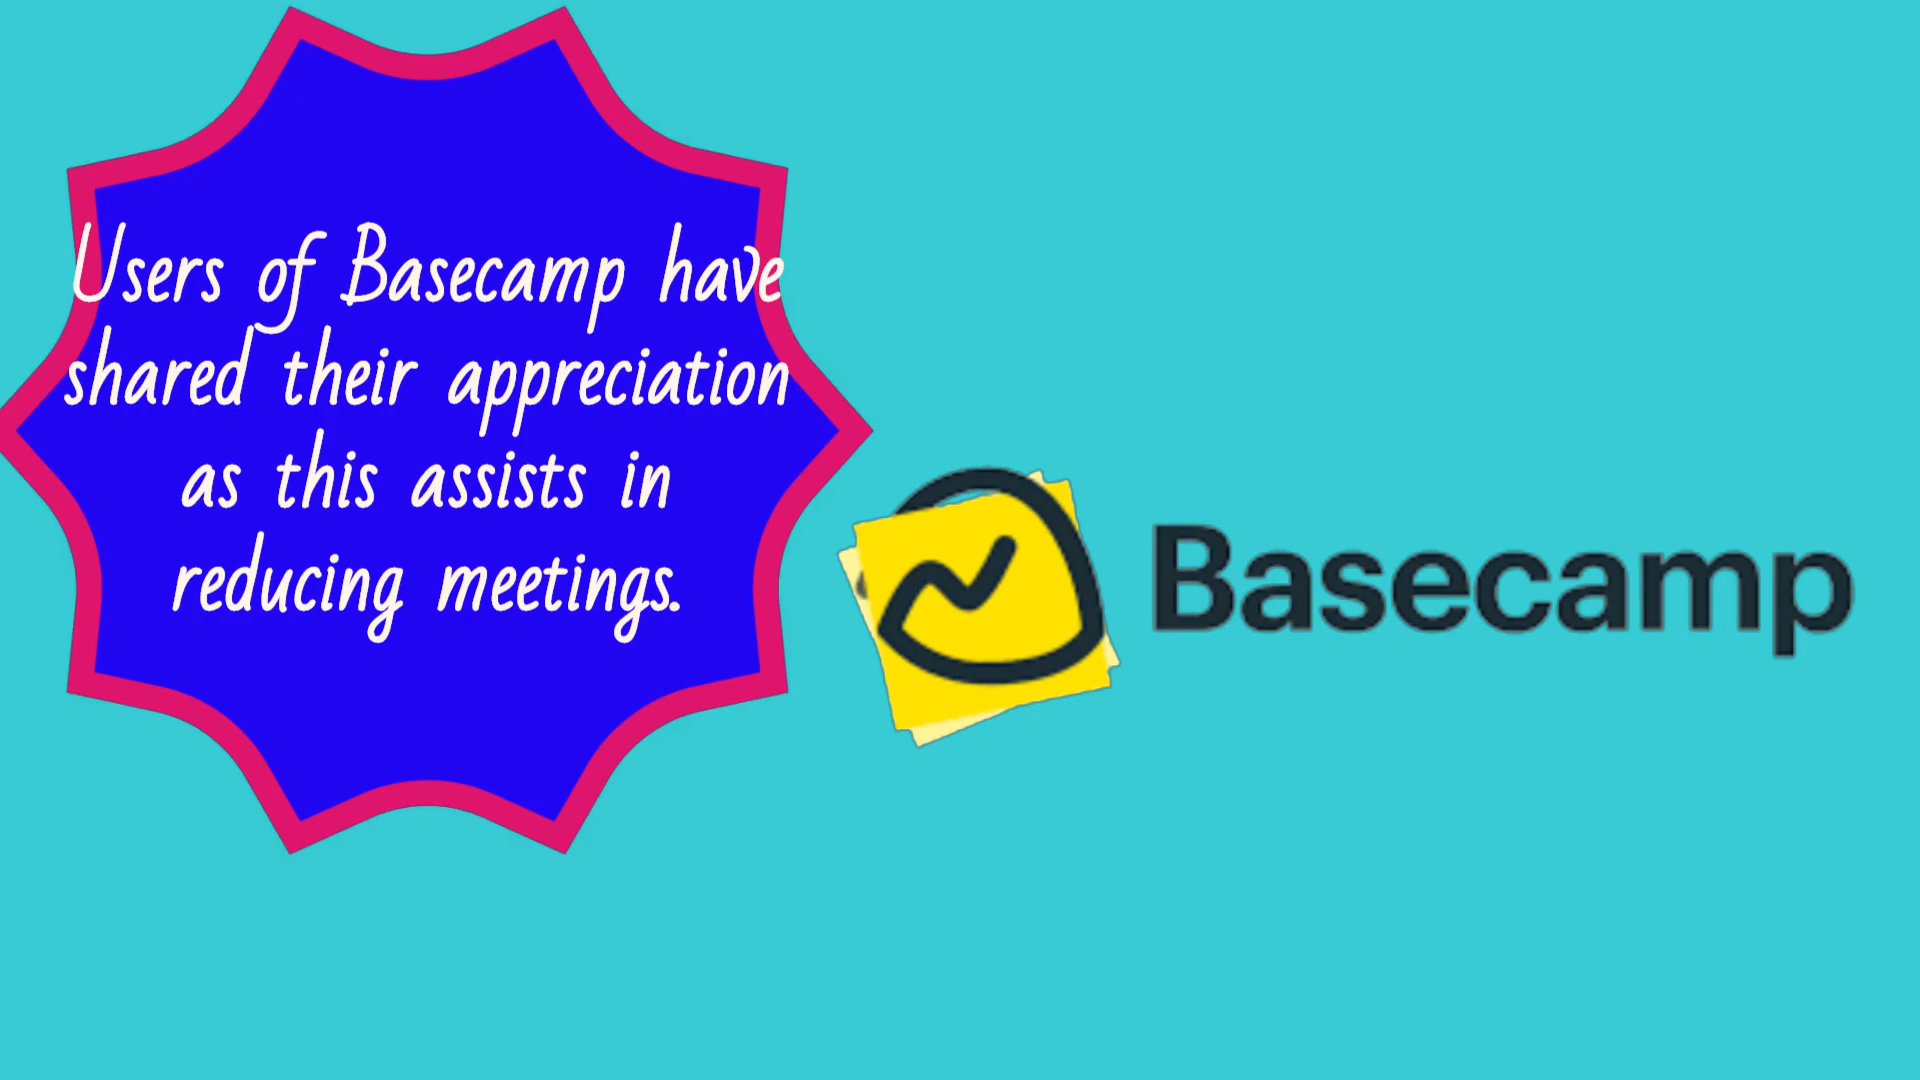 Users of Basecamp have
shared their appreciation
as this assists in
reducing meetings.
Basecamp